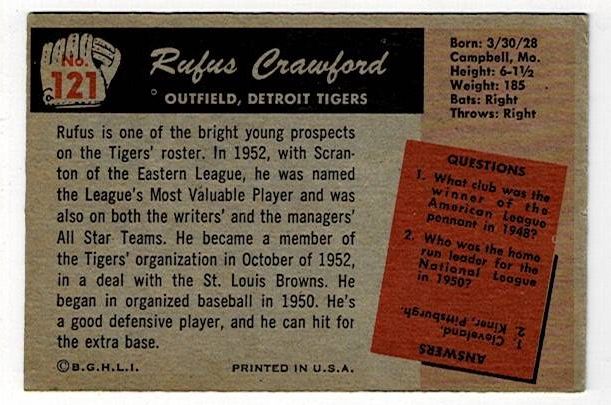 No.
121
Rufus Crawford
OUTFIELD, DETROIT TIGERS
Born: 3/30/28
Campbell, Mo.
Height: 6-1½
Weight: 185
Bats: Right
Throws: Right
Rufus is one of the bright young prospects
on the Tigers' roster. In 1952, with Scran-
ton of the Eastern League, he was named
the League's Most Valuable Player and was
also on both the writers' and the managers'
All Star Teams. He became a member of
the Tigers' organization in October of 1952,
in a deal with the St. Louis Browns. He
began in organized baseball in 1950. He's
a good defensive player, and he can hit for
the extra base.
©B.G.H.L.I.
PRINTED IN U.S.A.
QUESTIONS
1. What club was the
winner of the
American League
pennant in 1948?
2. Who was the home
run leader for the
National League
in 1950?
ANSWERS
1. Cleveland.
2. Kiner, Pittsburgh.